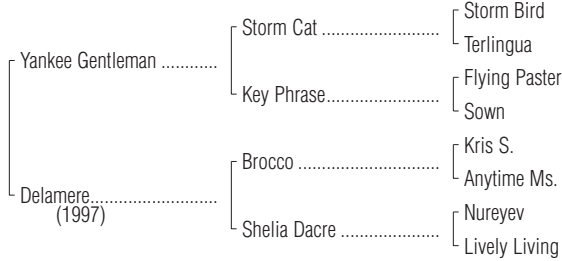 Storm Bird
Storm Cat ........................
Terlingua
Yankee Gentleman ............
Flying Paster
Key Phrase.......................
Sown
Kris S.
Brocco .............................
Anytime Ms.
Delamere..........................
(1997)
Nureyev
Shelia Dacre ....................
Lively Living